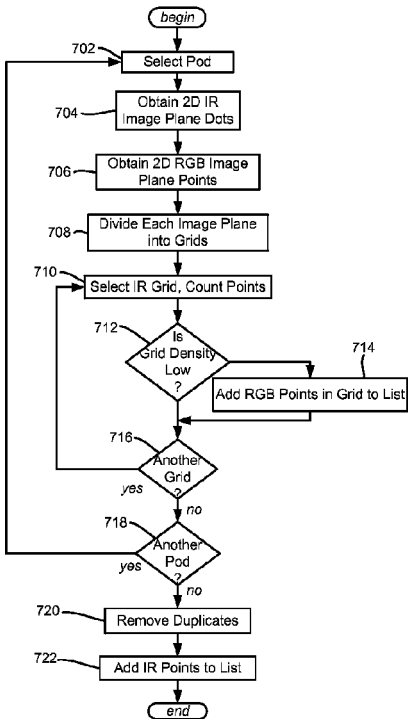 begin
702
Select Pod
704
Obtain 2D IR
Image Plane Dots
706
Obtain 2D RGB Image
Plane Points
708
Divide Each Image Plane
into Grids
710
Select IR Grid, Count Points
712
Is
Grid Density
Low
?
714
Add RGB Points in Grid to List
716
Another
Grid
?
yes
no
718
Another
Pod
?
yes
no
720
Remove Duplicates
722
Add IR Points to List
end